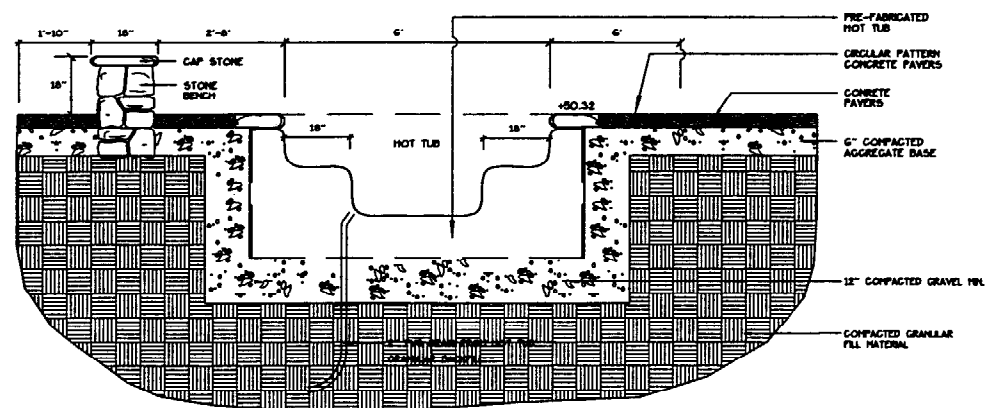 PRE-FABRICATED
HOT TUB
1'-10"
18"
2'-8"
6'
6'
CAP STONE
CIRCULAR PATTERN
CONCRETE PAVERS
18"
STONE
BENCH
CONRETE
PAVERS
+50.32
18"
HOT TUB
18"
6" COMPACTED
AGGREGATE BASE
12" COMPACTED GRAVEL MIN.
COMPACTED GRANULAR
FILL MATERIAL